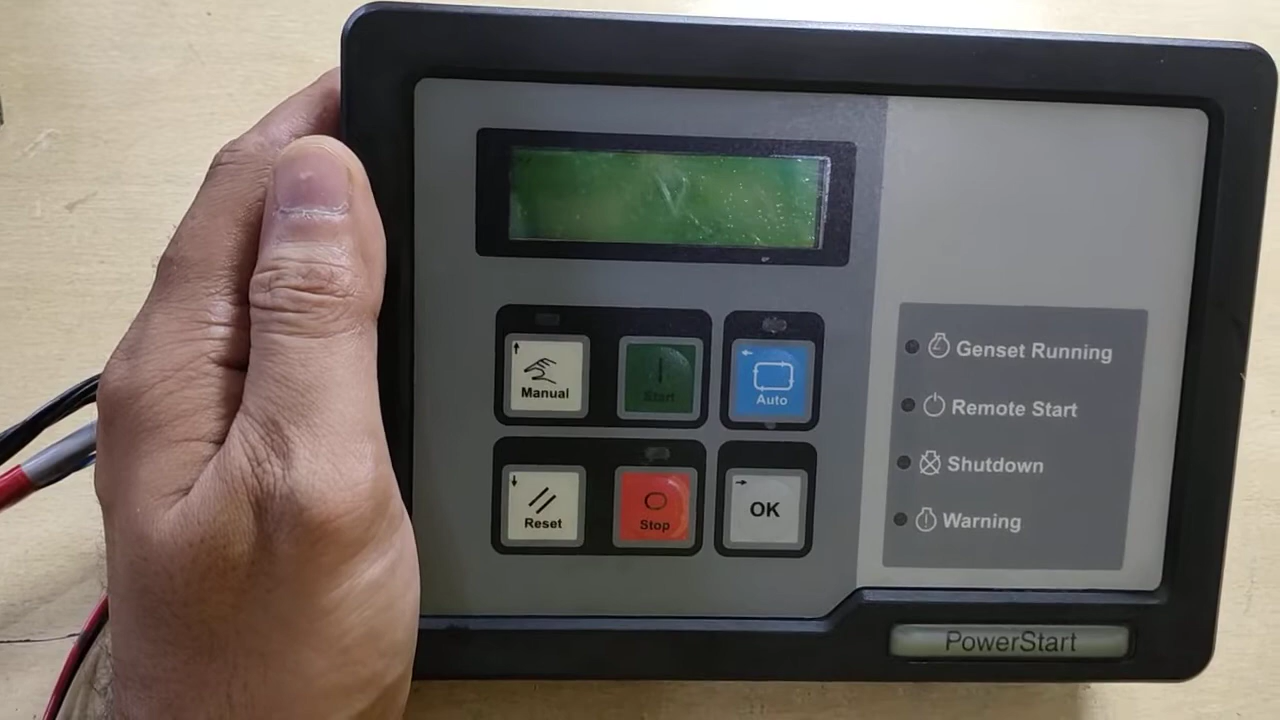 Manual
Start
Auto
Reset
Stop
OK
Genset Running
Remote Start
Shutdown
Warning
PowerStart